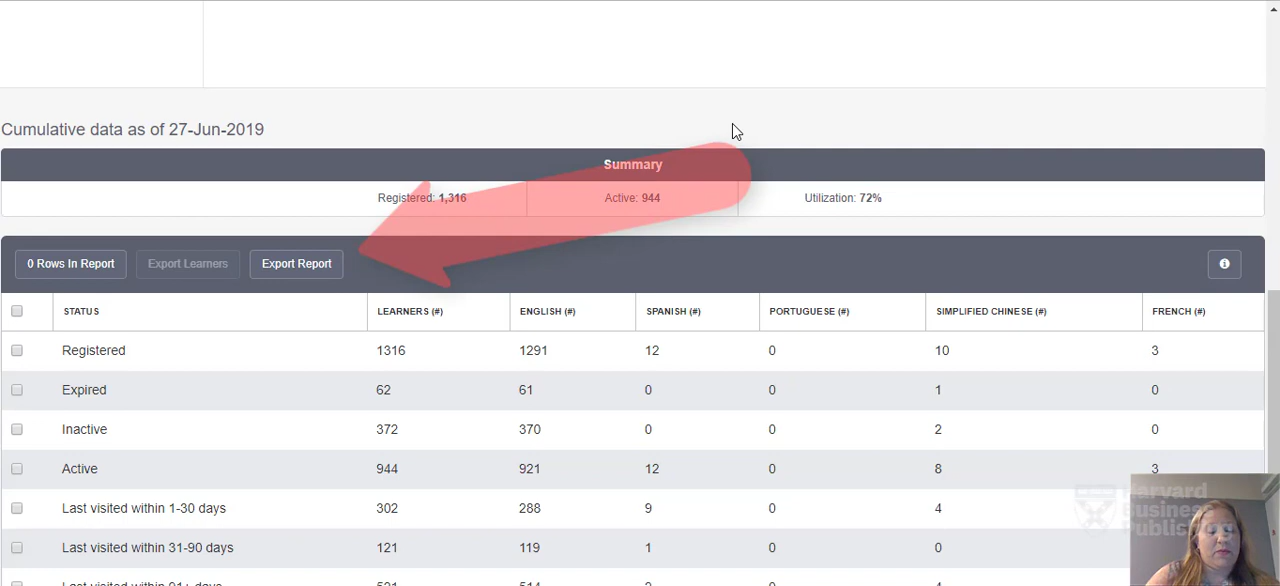 Cumulative data as of 27-Jun-2019
Summary
Registered: 1,316 Active: 944 Utilization: 72%
0 Rows In Report Export Learners Export Report
STATUS LEARNERS (#) ENGLISH (#) SPANISH (#) PORTUGUESE (#) SIMPLIFIED CHINESE (#) FRENCH (#)
Registered 1316 1291 12 0 10 3
Expired 62 61 0 0 1 0
Inactive 372 370 0 0 2 0
Active 944 921 12 0 8 3
Last visited within 1-30 days 302 288 9 0 4
Last visited within 31-90 days 121 119 1 0 0
Harvard
Business